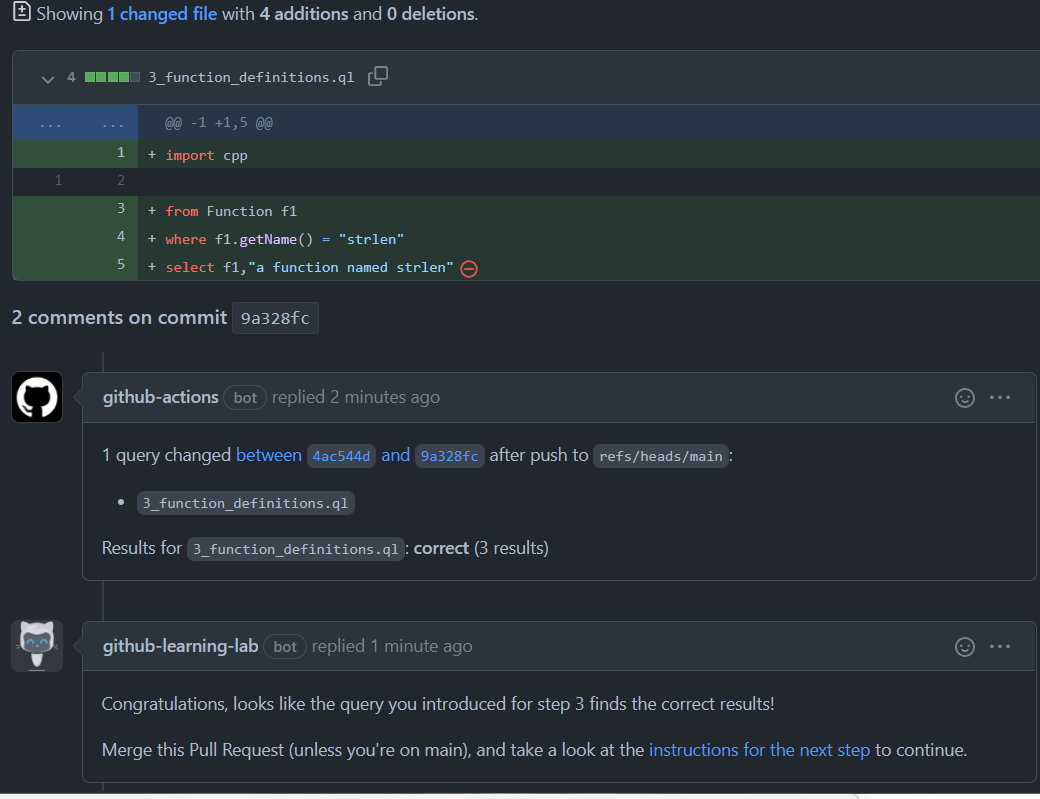 Showing 1 changed file with 4 additions and 0 deletions.
4 3_function_definitions.ql
... ... @@ -1 +1,5 @@
1 + import cpp
1 2
3 + from Function f1
4 + where f1.getName() = "strlen"
5 + select f1,"a function named strlen"
2 comments on commit 9a328fc
github-actions bot replied 2 minutes ago ...
1 query changed between 4ac544d and 9a328fc after push to refs/heads/main:
• 3_function_definitions.ql
Results for 3_function_definitions.ql: correct (3 results)
github-learning-lab bot replied 1 minute ago ...
Congratulations, looks like the query you introduced for step 3 finds the correct results!
Merge this Pull Request (unless you're on main), and take a look at the instructions for the next step to continue.